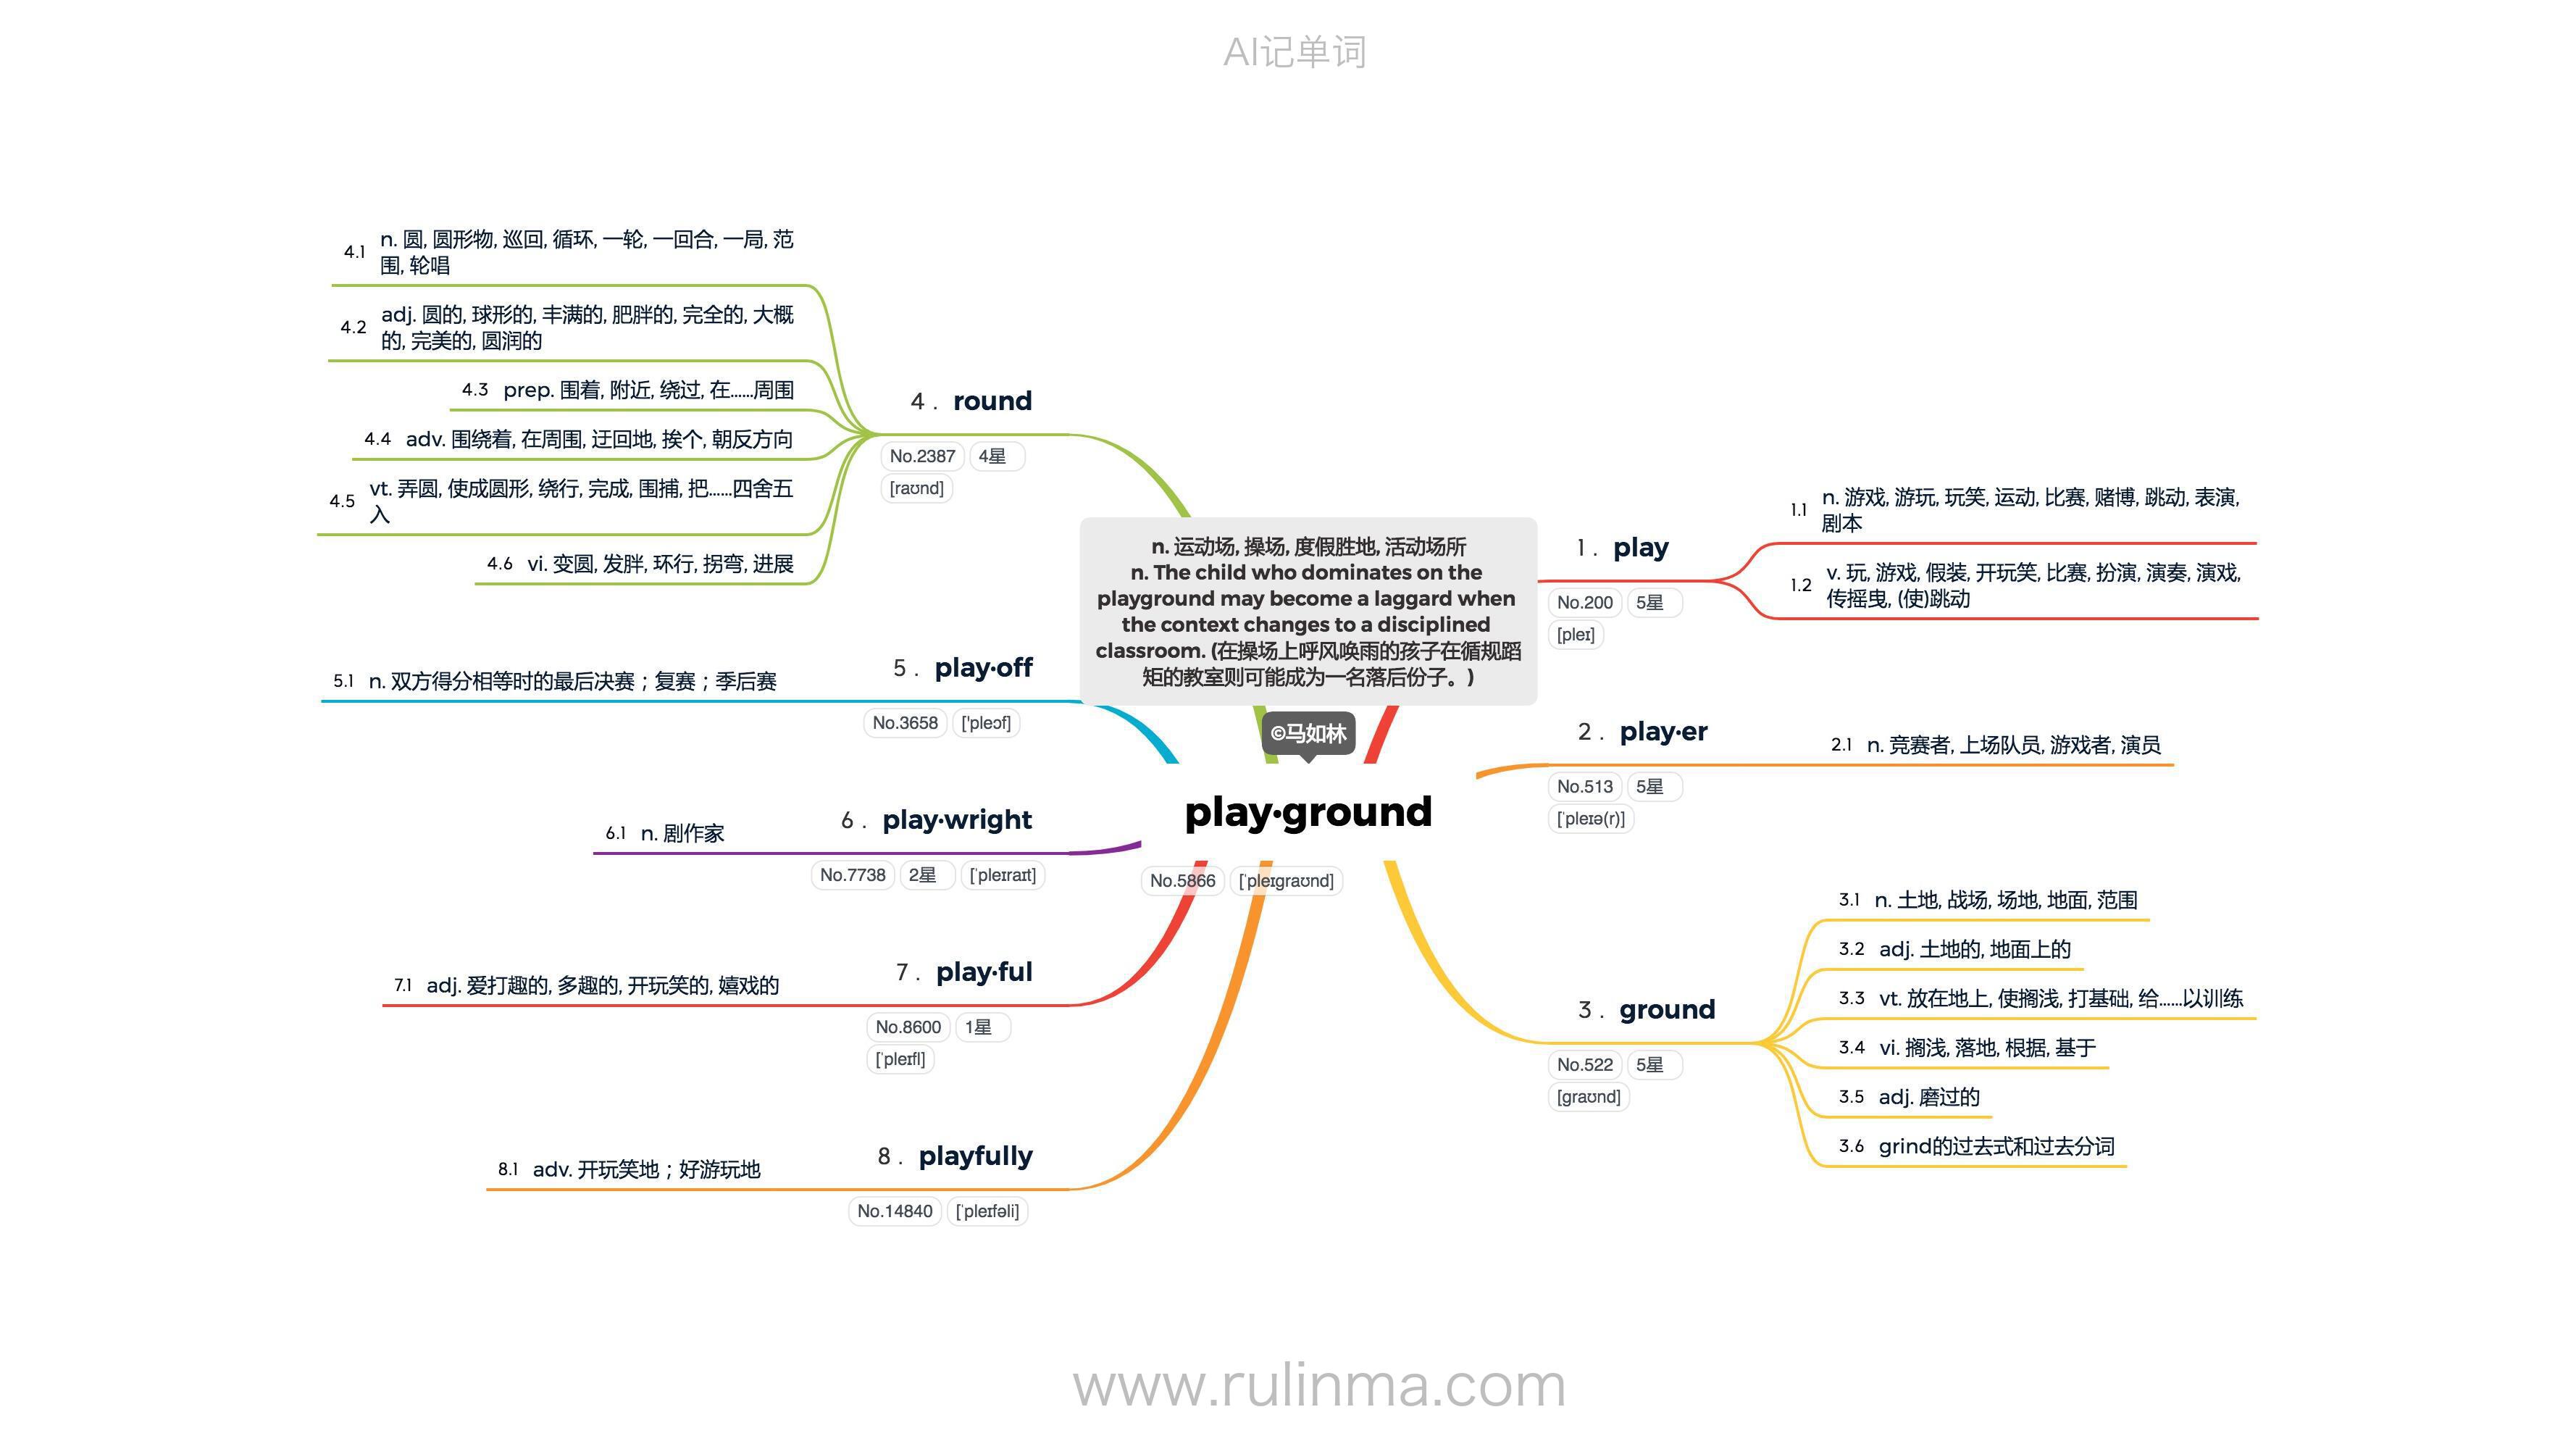 AI记单词
n. 运动场, 操场, 度假胜地, 活动场所
n. The child who dominates on the
playground may become a laggard when
the context changes to a disciplined
classroom. (在操场上呼风唤雨的孩子在循规蹈
矩的教室则可能成为一名落后份子。)
©马如林
play·ground
No.5866 [ˈpleɪɡraʊnd]
1 . play
No.200 5星
[pleɪ]
1.1 n. 游戏, 游玩, 玩笑, 运动, 比赛, 赌博, 跳动, 表演,
剧本
1.2 v. 玩, 游戏, 假装, 开玩笑, 比赛, 扮演, 演奏, 演戏,
传摇曳, (使)跳动
2 . play·er
No.513 5星
[ˈpleɪə(r)]
2.1 n. 竞赛者, 上场队员, 游戏者, 演员
3 . ground
No.522 5星
[ɡraʊnd]
3.1 n. 土地, 战场, 场地, 地面, 范围
3.2 adj. 土地的, 地面上的
3.3 vt. 放在地上, 使搁浅, 打基础, 给......以训练
3.4 vi. 搁浅, 落地, 根据, 基于
3.5 adj. 磨过的
3.6 grind的过去式和过去分词
4 . round
No.2387 4星
[raʊnd]
4.1 n. 圆, 圆形物, 巡回, 循环, 一轮, 一回合, 一局, 范
围, 轮唱
4.2 adj. 圆的, 球形的, 丰满的, 肥胖的, 完全的, 大概
的, 完美的, 圆润的
4.3 prep. 围着, 附近, 绕过, 在......周围
4.4 adv. 围绕着, 在周围, 迂回地, 挨个, 朝反方向
4.5 vt. 弄圆, 使成圆形, 绕行, 完成, 围捕, 把......四舍五
入
4.6 vi. 变圆, 发胖, 环行, 拐弯, 进展
5 . play·off
No.3658 ['pleɔf]
5.1 n. 双方得分相等时的最后决赛；复赛；季后赛
6 . play·wright
No.7738 2星 [ˈpleɪraɪt]
6.1 n. 剧作家
7 . play·ful
No.8600 1星
[ˈpleɪfl]
7.1 adj. 爱打趣的, 多趣的, 开玩笑的, 嬉戏的
8 . playfully
No.14840 [ˈpleɪfəli]
8.1 adv. 开玩笑地；好游玩地
www.rulinma.com